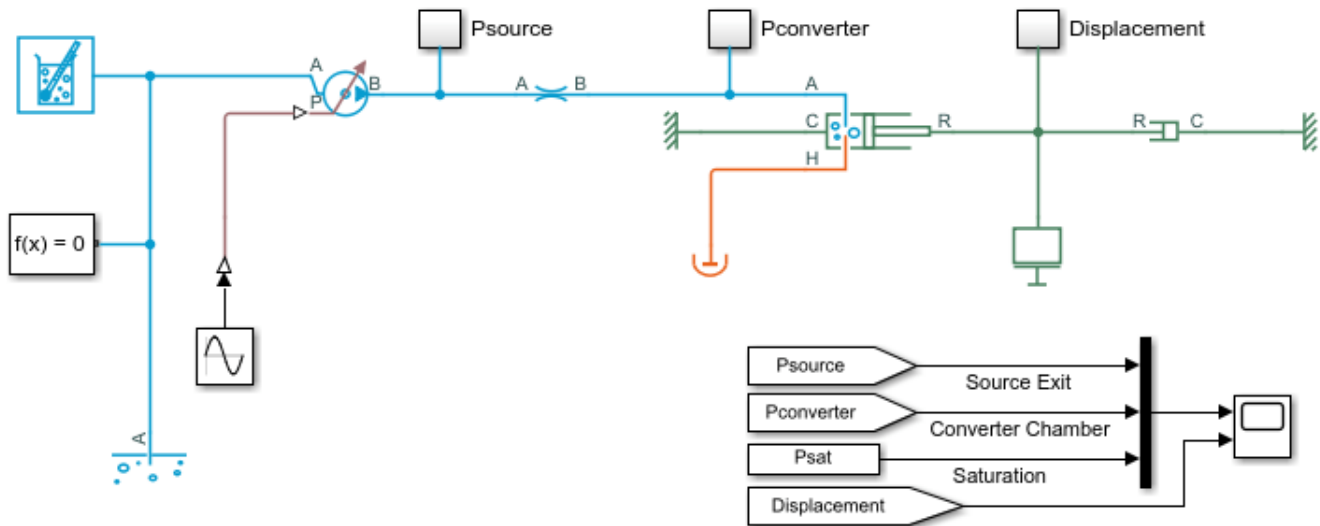 Psource
Pconverter
Displacement
A
P
B
A
B
A
C
R
R
C
H
f(x) = 0
A
Psource
Source Exit
Pconverter
Converter Chamber
Psat
Saturation
Displacement